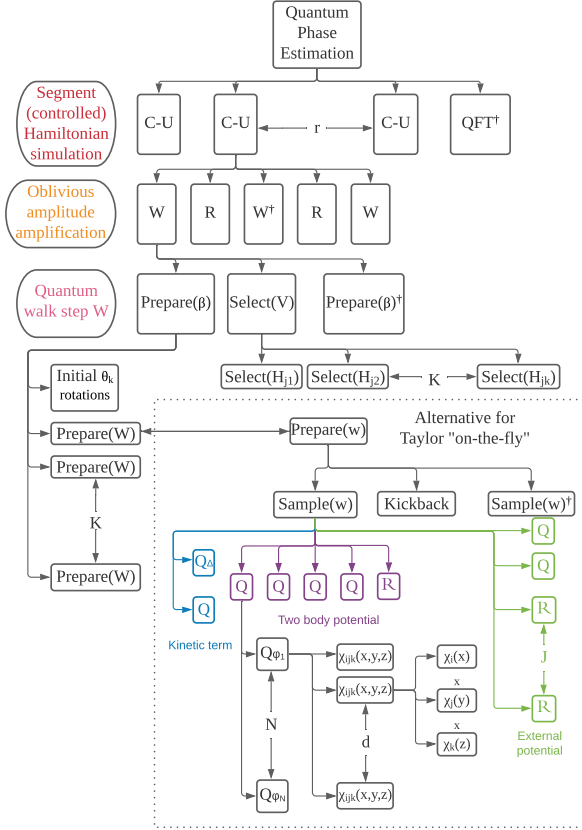 Quantum
Phase
Estimation
Segment
(controlled)
Hamiltonian
simulation
C-U
C-U
r
C-U
QFT†
Oblivious
amplitude
amplification
W
R
W†
R
W
Quantum
walk step W
Prepare(β)
Select(V)
Prepare(β)†
Select(Hj1)
Select(Hj2)
K
Select(Hjk)
Initial θk
rotations
Prepare(W)
Prepare(W)
K
Prepare(W)
Alternative for
Taylor "on-the-fly"
Prepare(w)
Sample(w)
Kickback
Sample(w)†
QΔ
Q
Kinetic term
Q
Q
Q
Q
R
Two body potential
Q
Q
R
J
R
External
potential
Qφ1
N
QφN
χijk(x,y,z)
χijk(x,y,z)
d
χijk(x,y,z)
χi(x)
x
χj(y)
x
χk(z)